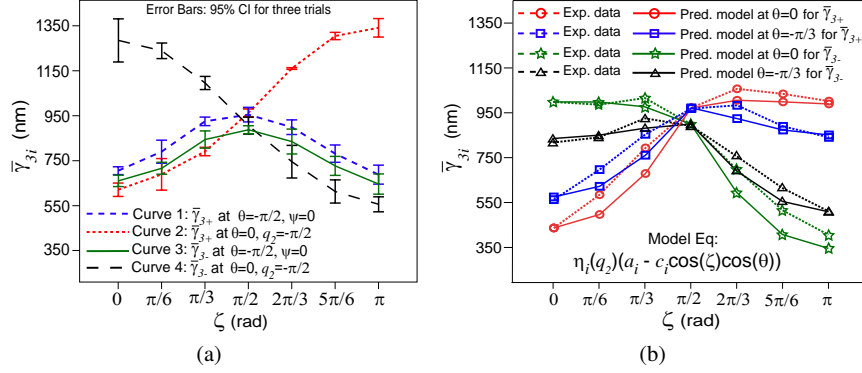 Error Bars: 95% CI for three trials
1350
1150
950
750
550
350
γ̄3i (nm)
Curve 1: γ̄3+ at θ=-π/2, ψ=0
Curve 2: γ̄3+ at θ=0, q2=-π/2
Curve 3: γ̄3- at θ=-π/2, ψ=0
Curve 4: γ̄3- at θ=0, q2=-π/2
0 π/6 π/3 π/2 2π/3 5π/6 π
ζ (rad)
(a)
Exp. data Pred. model at θ=0 for γ̄3+
Exp. data Pred. model at θ=-π/3 for γ̄3+
Exp. data Pred. model at θ=0 for γ̄3-
Exp. data Pred. model θ=-π/3 for γ̄3-
1350
1150
950
750
550
350
γ̄3i (nm)
Model Eq:
ηi(q2)(ai - ci cos(ζ)cos(θ))
0 π/6 π/3 π/2 2π/3 5π/6 π
ζ (rad)
(b)